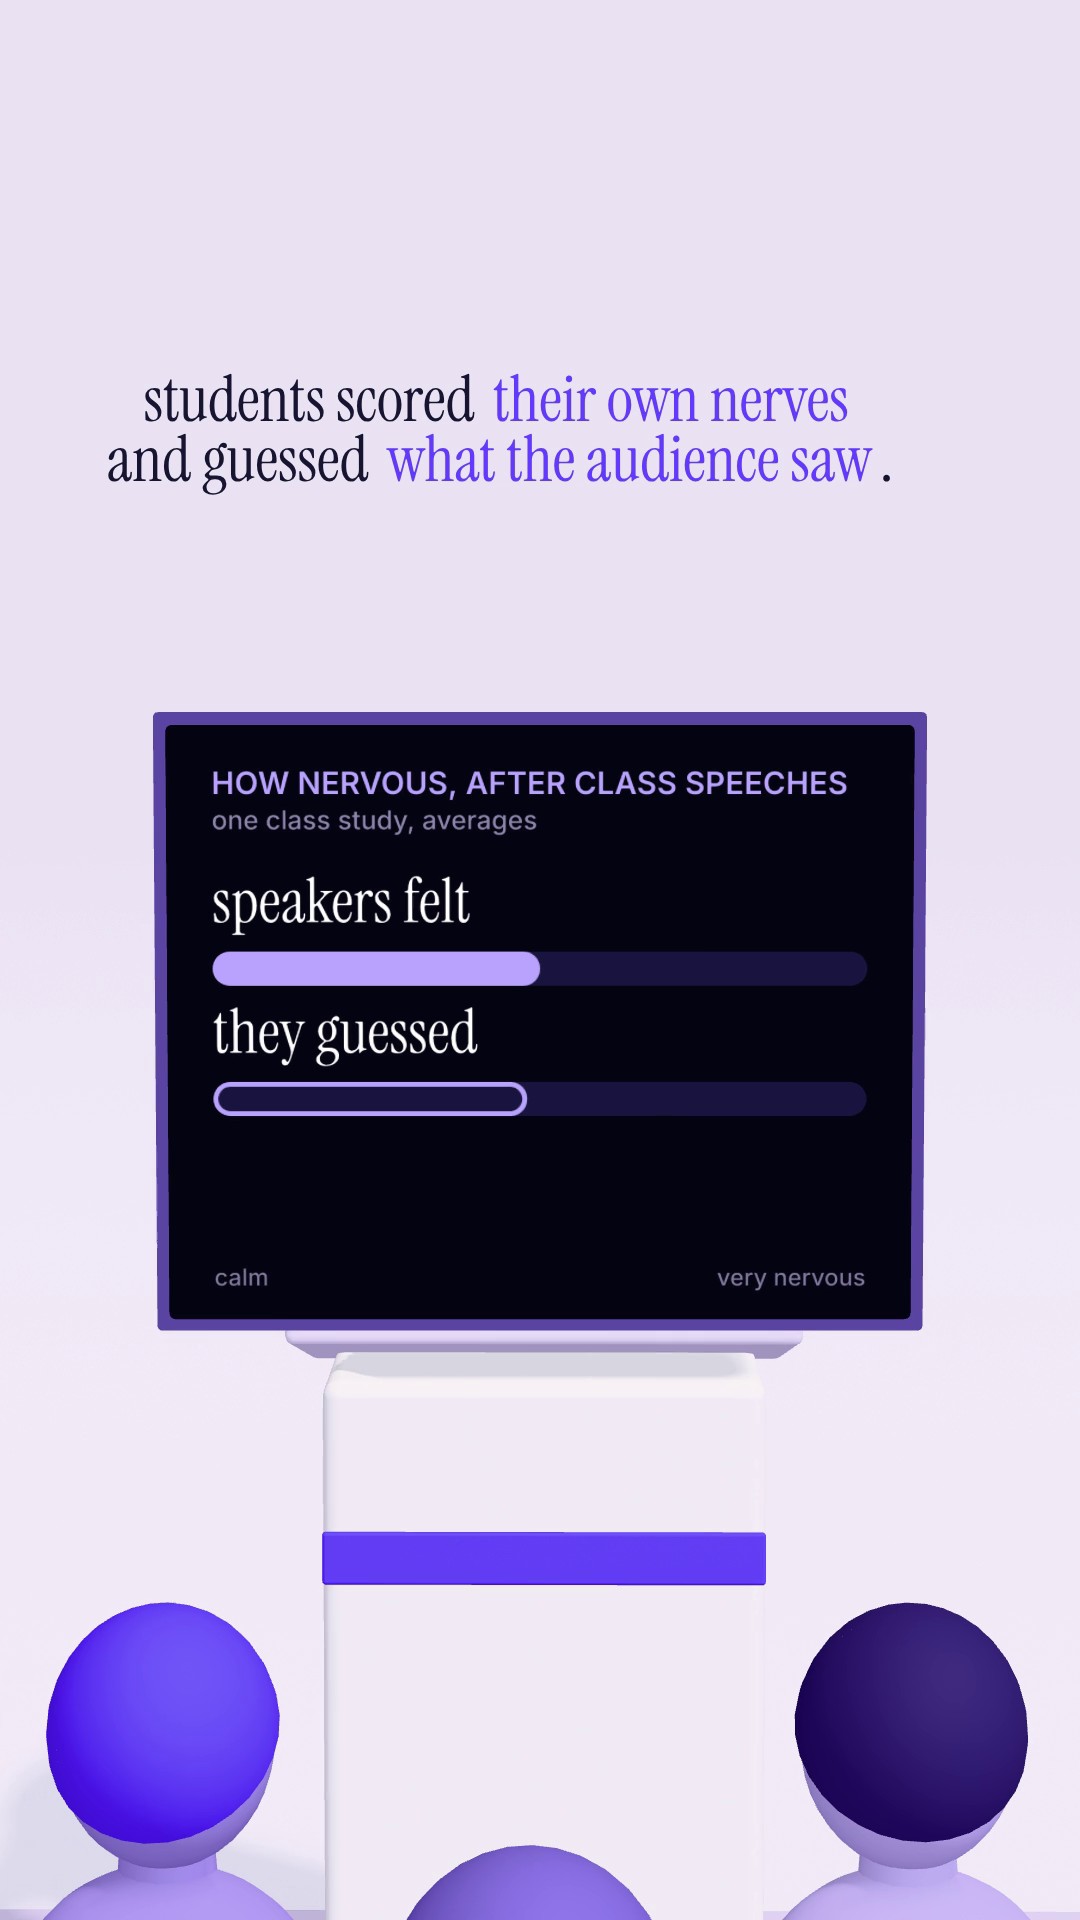 students scored their own nerves
and guessed what the audience saw.
HOW NERVOUS, AFTER CLASS SPEECHES
one class study, averages
speakers felt
they guessed
calm very nervous